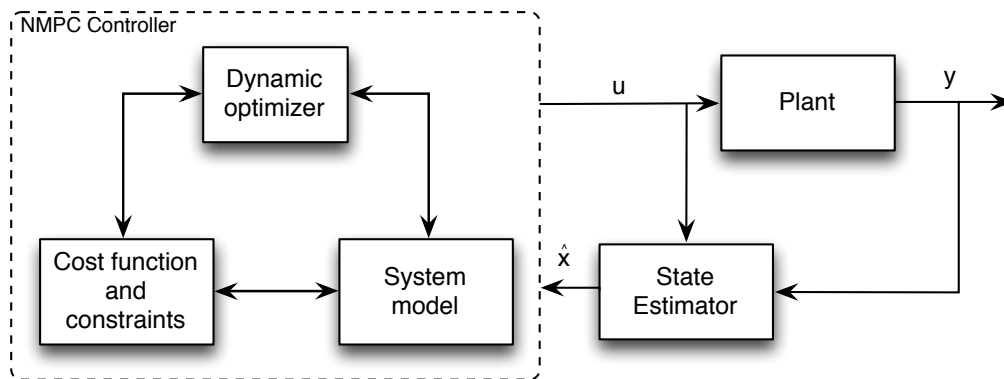 NMPC Controller
Dynamic
optimizer
Cost function
and
constraints
System
model
u
Plant
y
x̂
State
Estimator